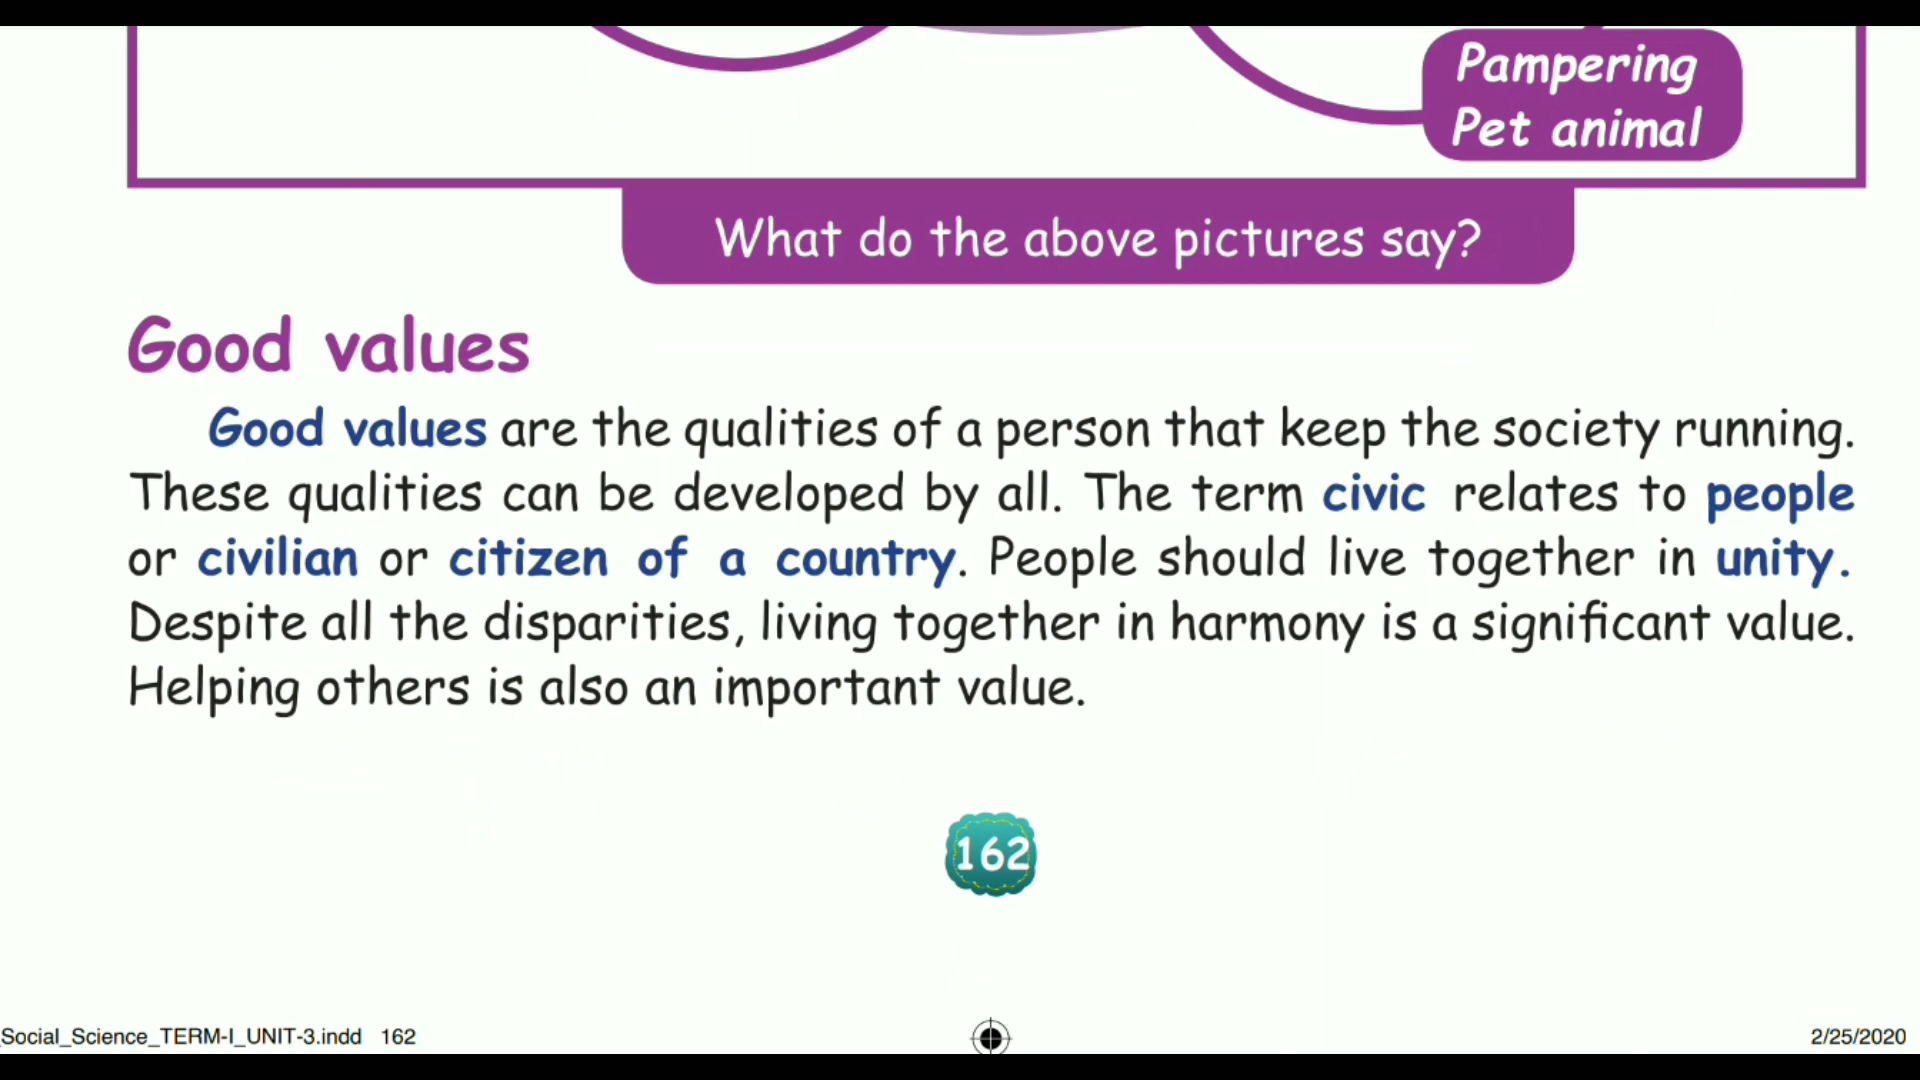 Pampering
Pet animal
What do the above pictures say?
Good values
Good values are the qualities of a person that keep the society running.
These qualities can be developed by all. The term civic relates to people
or civilian or citizen of a country. People should live together in unity.
Despite all the disparities, living together in harmony is a significant value.
Helping others is also an important value.
162
Social_Science_TERM-I_UNIT-3.indd 162
2/25/2020